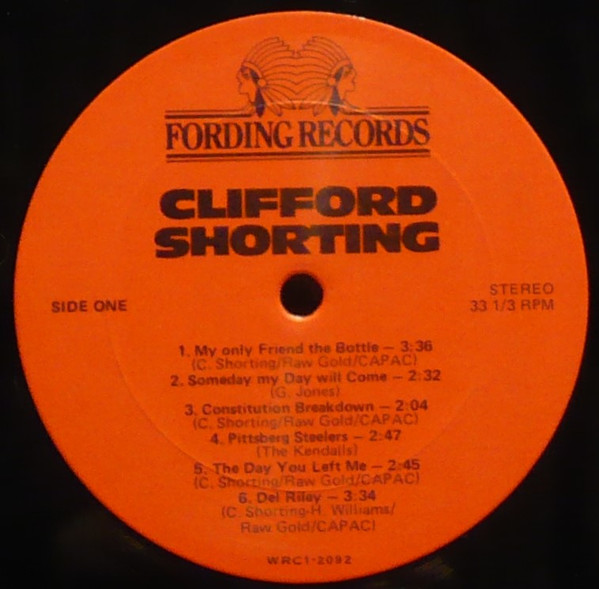 FORDING RECORDS
CLIFFORD
SHORTING
SIDE ONE
STEREO
33 1/3 RPM
1. My only Friend the Bottle – 3:36
(C. Shorting/Raw Gold/CAPAC)
2. Someday my Day will Come – 2:32
(G. Jones)
3. Constitution Breakdown – 2:04
(C. Shorting/Raw Gold/CAPAC)
4. Pittsberg Steelers – 2:47
(The Kendalls)
5. The Day You Left Me – 2:45
(C. Shorting/Raw Gold/CAPAC)
6. Del Riley – 3:34
(C. Shorting-H. Williams/
Raw Gold/CAPAC)
WRC1-2092